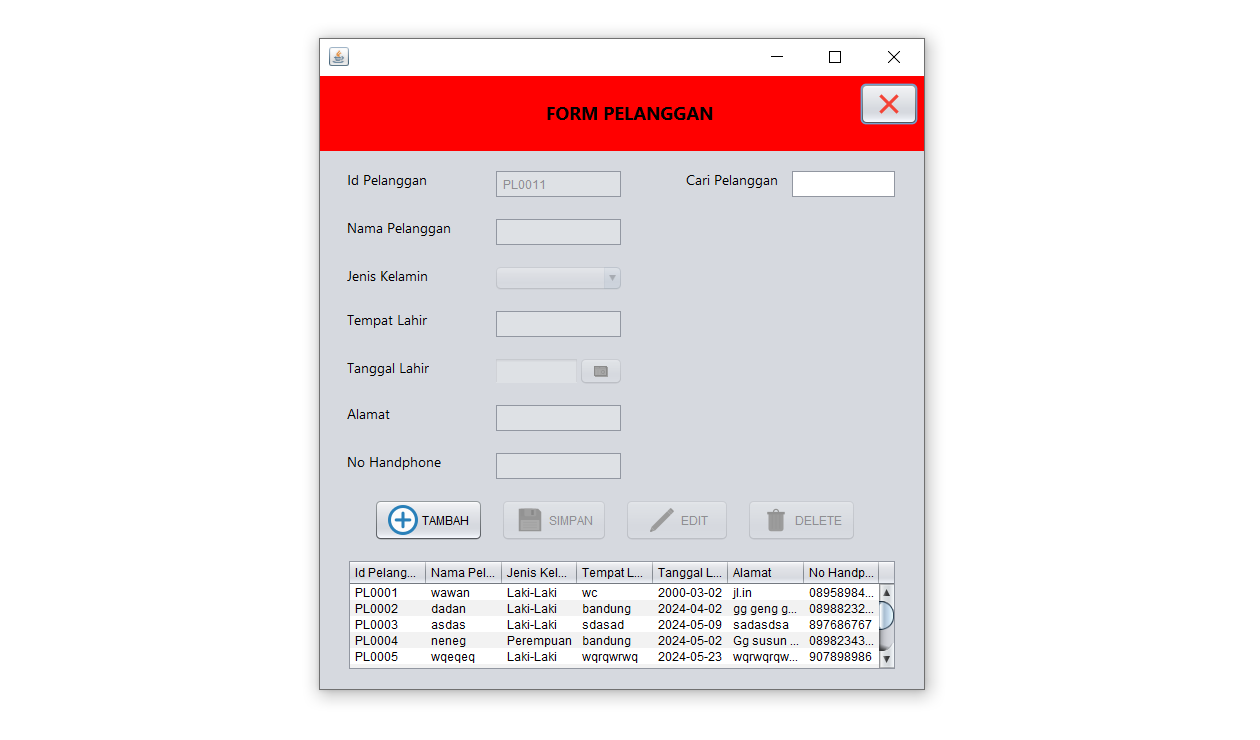 FORM PELANGGAN
Id Pelanggan PL0011 Cari Pelanggan
Nama Pelanggan
Jenis Kelamin
Tempat Lahir
Tanggal Lahir
Alamat
No Handphone
TAMBAH SIMPAN EDIT DELETE
Id Pelang... Nama Pel... Jenis Kel... Tempat L... Tanggal L... Alamat No Handp...
PL0001 wawan Laki-Laki wc 2000-03-02 jl.in 08958984...
PL0002 dadan Laki-Laki bandung 2024-04-02 gg geng g... 08988232...
PL0003 asdas Laki-Laki sdasad 2024-05-09 sadasdsa 897686767
PL0004 neneg Perempuan bandung 2024-05-02 Gg susun ... 08982343...
PL0005 wqeqeq Laki-Laki wqrqwrwq 2024-05-23 wqrwqrqw... 907898986